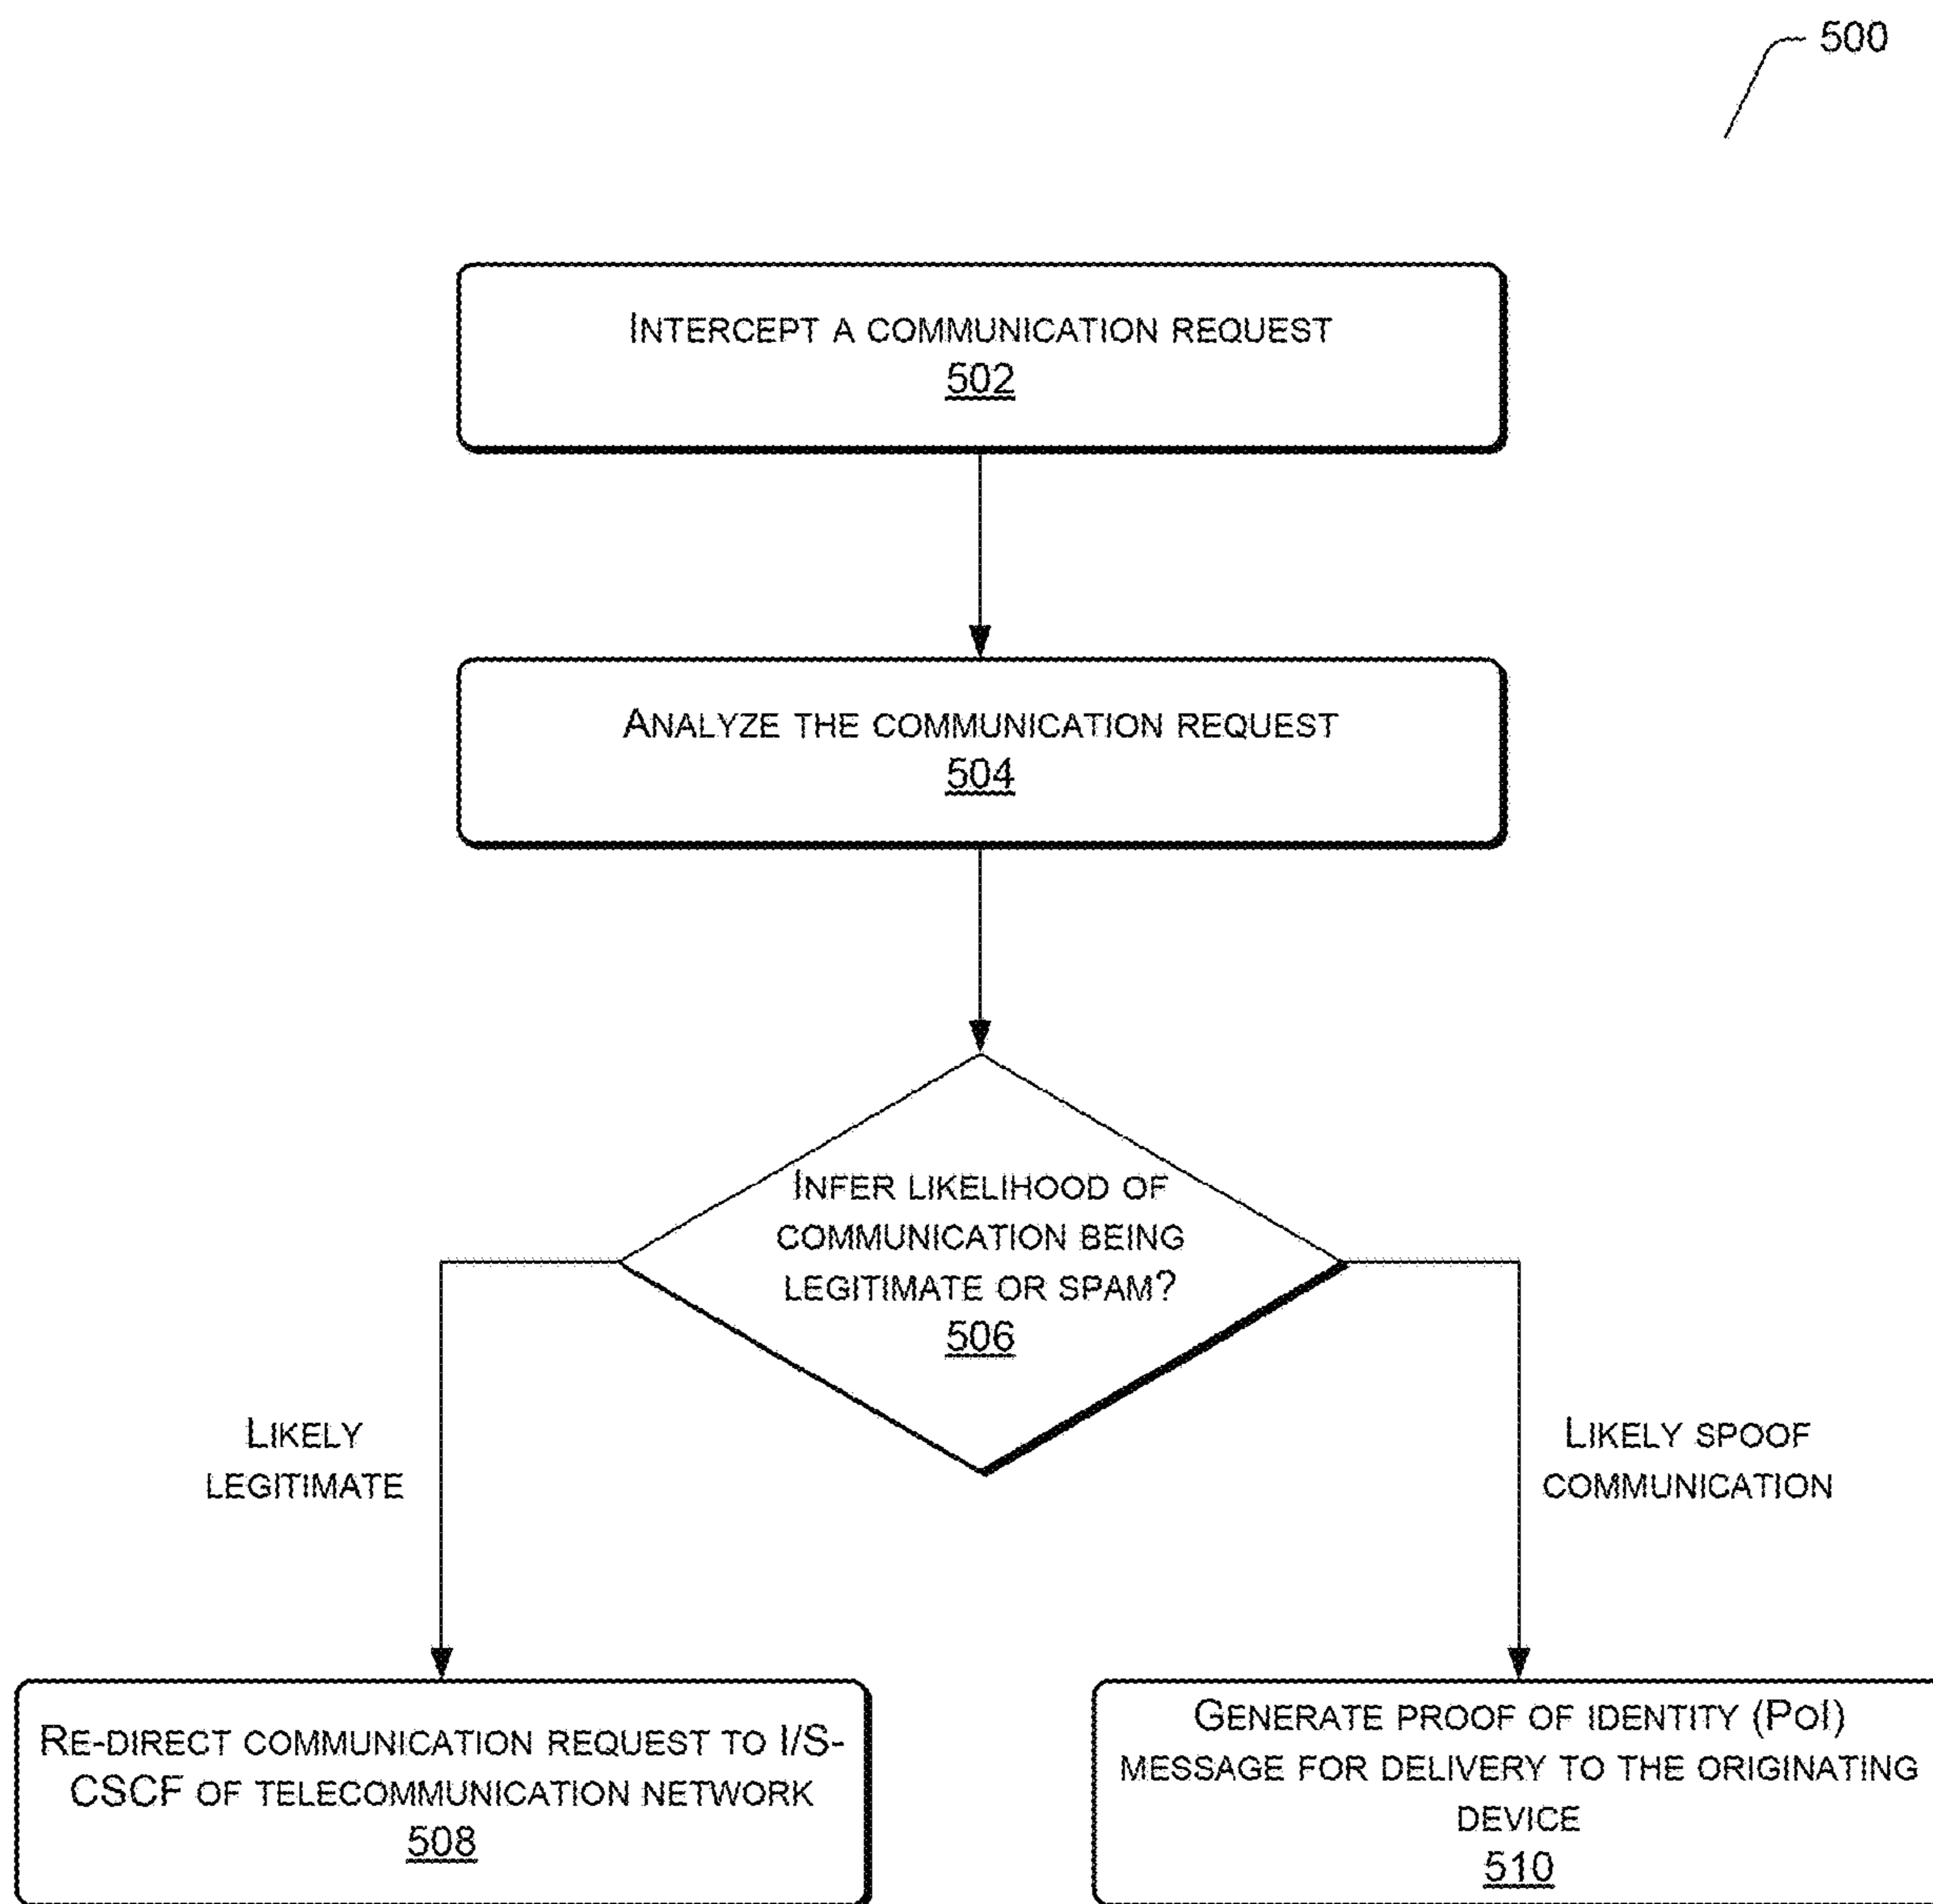 500
INTERCEPT A COMMUNICATION REQUEST
502
ANALYZE THE COMMUNICATION REQUEST
504
INFER LIKELIHOOD OF
COMMUNICATION BEING
LEGITIMATE OR SPAM?
506
LIKELY
LEGITIMATE
LIKELY SPOOF
COMMUNICATION
RE-DIRECT COMMUNICATION REQUEST TO I/S-
CSCF OF TELECOMMUNICATION NETWORK
508
GENERATE PROOF OF IDENTITY (POI)
MESSAGE FOR DELIVERY TO THE ORIGINATING
DEVICE
510